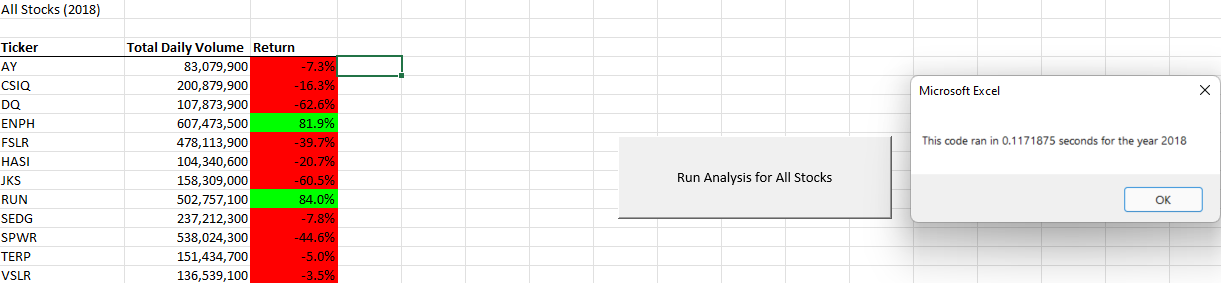 All Stocks (2018)
Ticker Total Daily Volume Return
AY 83,079,900 -7.3%
CSIQ 200,879,900 -16.3%
DQ 107,873,900 -62.6%
ENPH 607,473,500 81.9%
FSLR 478,113,900 -39.7%
HASI 104,340,600 -20.7%
JKS 158,309,000 -60.5%
RUN 502,757,100 84.0%
SEDG 237,212,300 -7.8%
SPWR 538,024,300 -44.6%
TERP 151,434,700 -5.0%
VSLR 136,539,100 -3.5%
Run Analysis for All Stocks
Microsoft Excel
This code ran in 0.1171875 seconds for the year 2018
OK